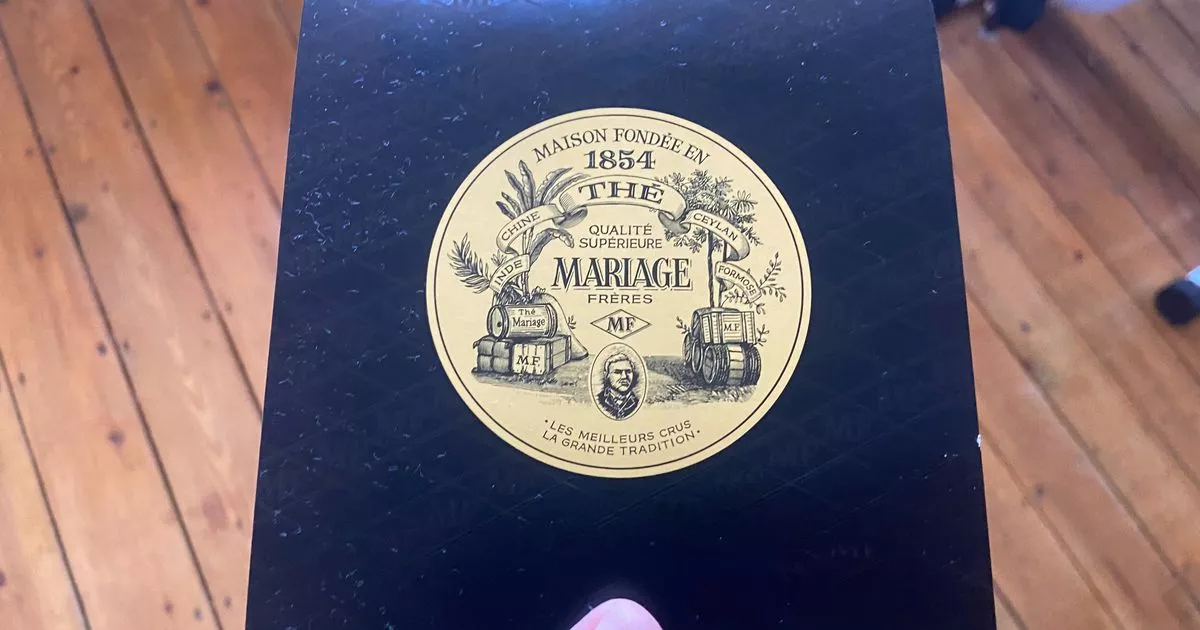 MAISON FONDÉE EN
1854
THÉ
CHINE
CEYLAN
INDE
FORMOSE
QUALITÉ
SUPÉRIEURE
MARIAGE
FRÈRES
MF
Thé
Mariage
M.F
M.F
·LES MEILLEURS CRUS
LA GRANDE TRADITION·